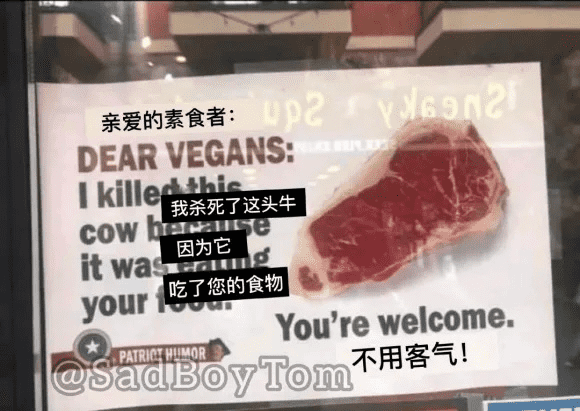 亲爱的素食者：
DEAR VEGANS:
I killed this
我杀死了这头牛
cow because
因为它
it was eating
吃了您的食物
your food.
You're welcome.
不用客气！
PATRIOT HUMOR
@SadBoyTom
Sneaky Squi